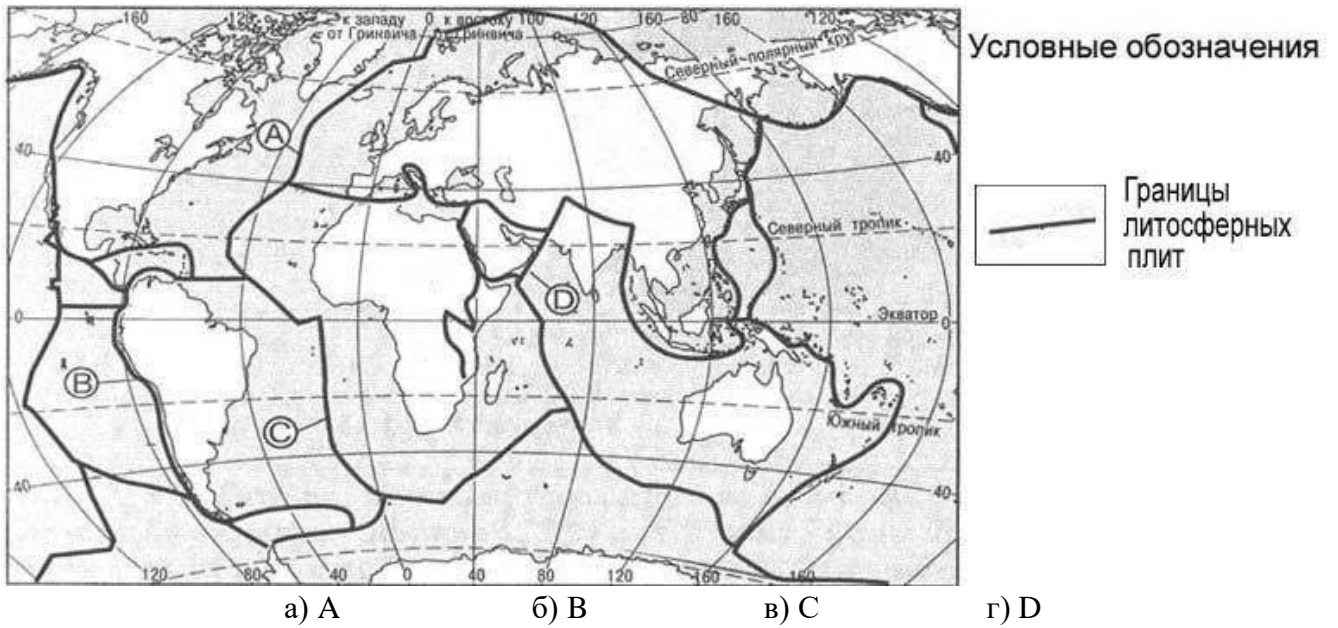 160 120 80 к западу 0 к востоку 100 120 160 80 160 120
от Гринвича от Гринвича
Условные обозначения
Северный полярный круг
A
40 40
Северный тропик
Границы
литосферных
плит
D
Экватор
0 0
B
C
Южный тропик
40 40
120 80 40 0 40 80 120 160 160
а) A б) B в) C г) D